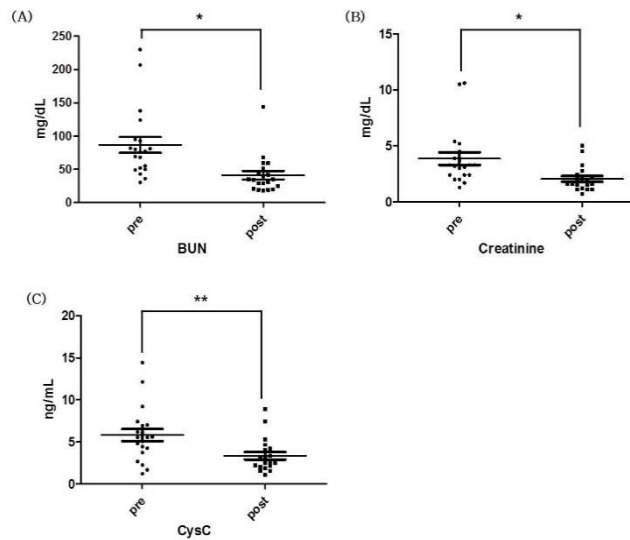 (A)
*
250
200
150
100
50
0
mg/dL
pre
post
BUN
(B)
*
15
10
5
0
mg/dL
pre
post
Creatinine
(C)
**
20
15
10
5
0
ng/mL
pre
post
CysC